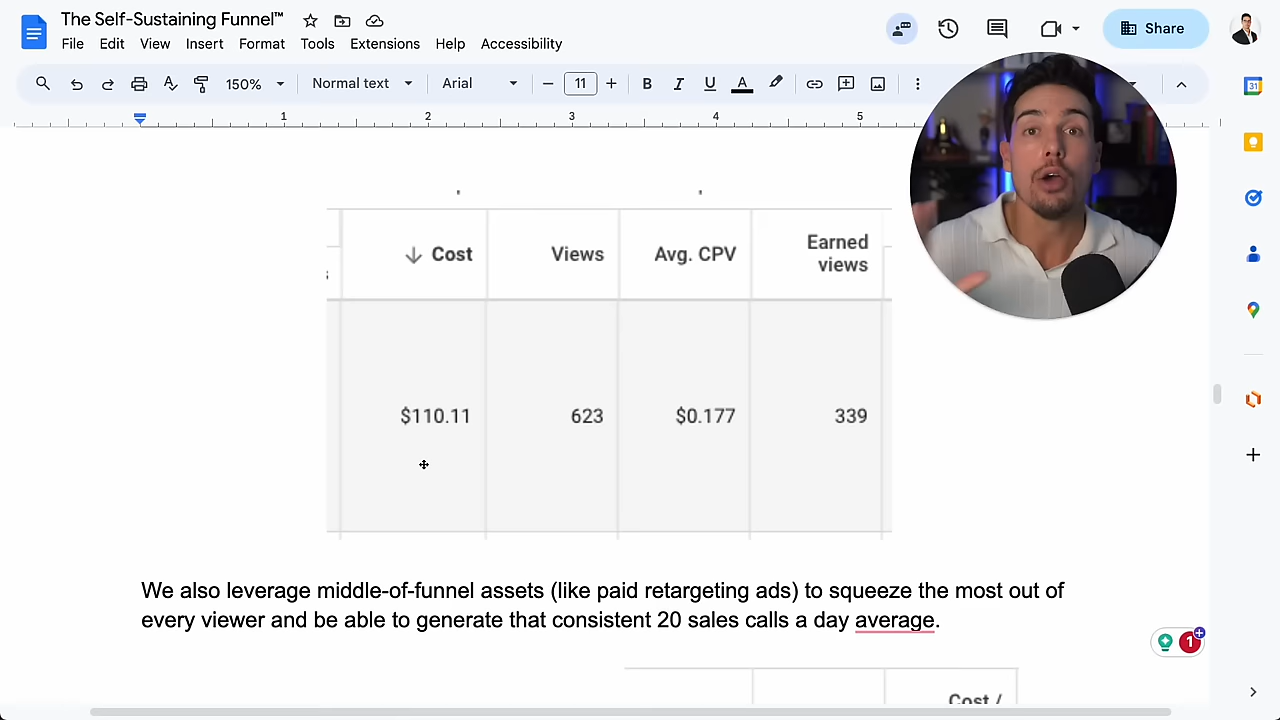 The Self-Sustaining Funnel™
File Edit View Insert Format Tools Extensions Help Accessibility
Share
150% Normal text Arial 11 B I U A
1 2 3 4 5
31
Cost Views Avg. CPV Earned views
$110.11 623 $0.177 339
We also leverage middle-of-funnel assets (like paid retargeting ads) to squeeze the most out of
every viewer and be able to generate that consistent 20 sales calls a day average.
1
Cost /